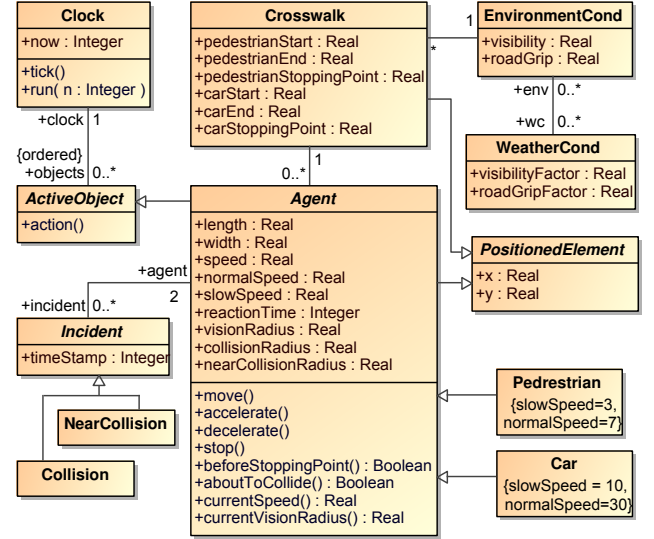 Clock
+now : Integer
+tick()
+run( n : Integer )
+clock
1
{ordered}
+objects
0..*
ActiveObject
+action()
Crosswalk
+pedestrianStart : Real
+pedestrianEnd : Real
+pedestrianStoppingPoint : Real
+carStart : Real
+carEnd : Real
+carStoppingPoint : Real
1
*
EnvironmentCond
+visibility : Real
+roadGrip : Real
+env
0..*
+wc
0..*
WeatherCond
+visibilityFactor : Real
+roadGripFactor : Real
1
0..*
Agent
+length : Real
+width : Real
+speed : Real
+normalSpeed : Real
+slowSpeed : Real
+reactionTime : Integer
+visionRadius : Real
+collisionRadius : Real
+nearCollisionRadius : Real
+move()
+accelerate()
+decelerate()
+stop()
+beforeStoppingPoint() : Boolean
+aboutToCollide() : Boolean
+currentSpeed() : Real
+currentVisionRadius() : Real
PositionedElement
+x : Real
+y : Real
+agent
2
+incident
0..*
Incident
+timeStamp : Integer
NearCollision
Collision
Pedrestrian
{slowSpeed=3,
normalSpeed=7}
Car
{slowSpeed = 10,
normalSpeed=30}